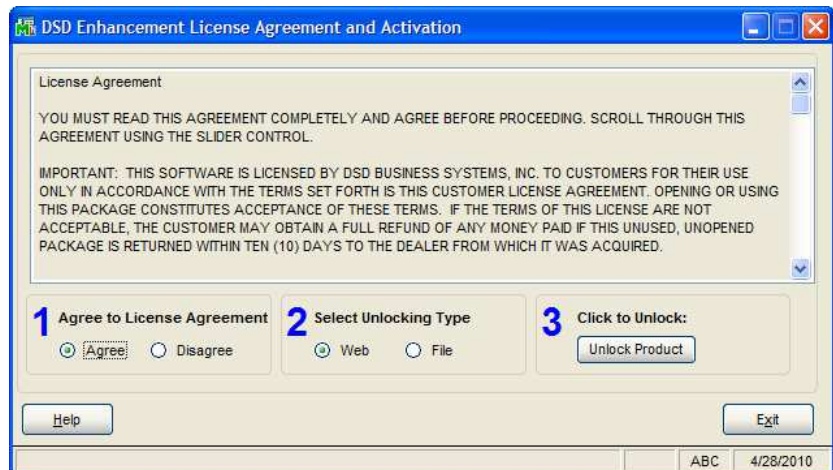 DSD Enhancement License Agreement and Activation
License Agreement
YOU MUST READ THIS AGREEMENT COMPLETELY AND AGREE BEFORE PROCEEDING. SCROLL THROUGH THIS
AGREEMENT USING THE SLIDER CONTROL.
IMPORTANT: THIS SOFTWARE IS LICENSED BY DSD BUSINESS SYSTEMS, INC. TO CUSTOMERS FOR THEIR USE
ONLY IN ACCORDANCE WITH THE TERMS SET FORTH IS THIS CUSTOMER LICENSE AGREEMENT. OPENING OR USING
THIS PACKAGE CONSTITUTES ACCEPTANCE OF THESE TERMS. IF THE TERMS OF THIS LICENSE ARE NOT
ACCEPTABLE, THE CUSTOMER MAY OBTAIN A FULL REFUND OF ANY MONEY PAID IF THIS UNUSED, UNOPENED
PACKAGE IS RETURNED WITHIN TEN (10) DAYS TO THE DEALER FROM WHICH IT WAS ACQUIRED.
1 Agree to License Agreement
Agree Disagree
2 Select Unlocking Type
Web File
3 Click to Unlock:
Unlock Product
Help
Exit
ABC 4/28/2010